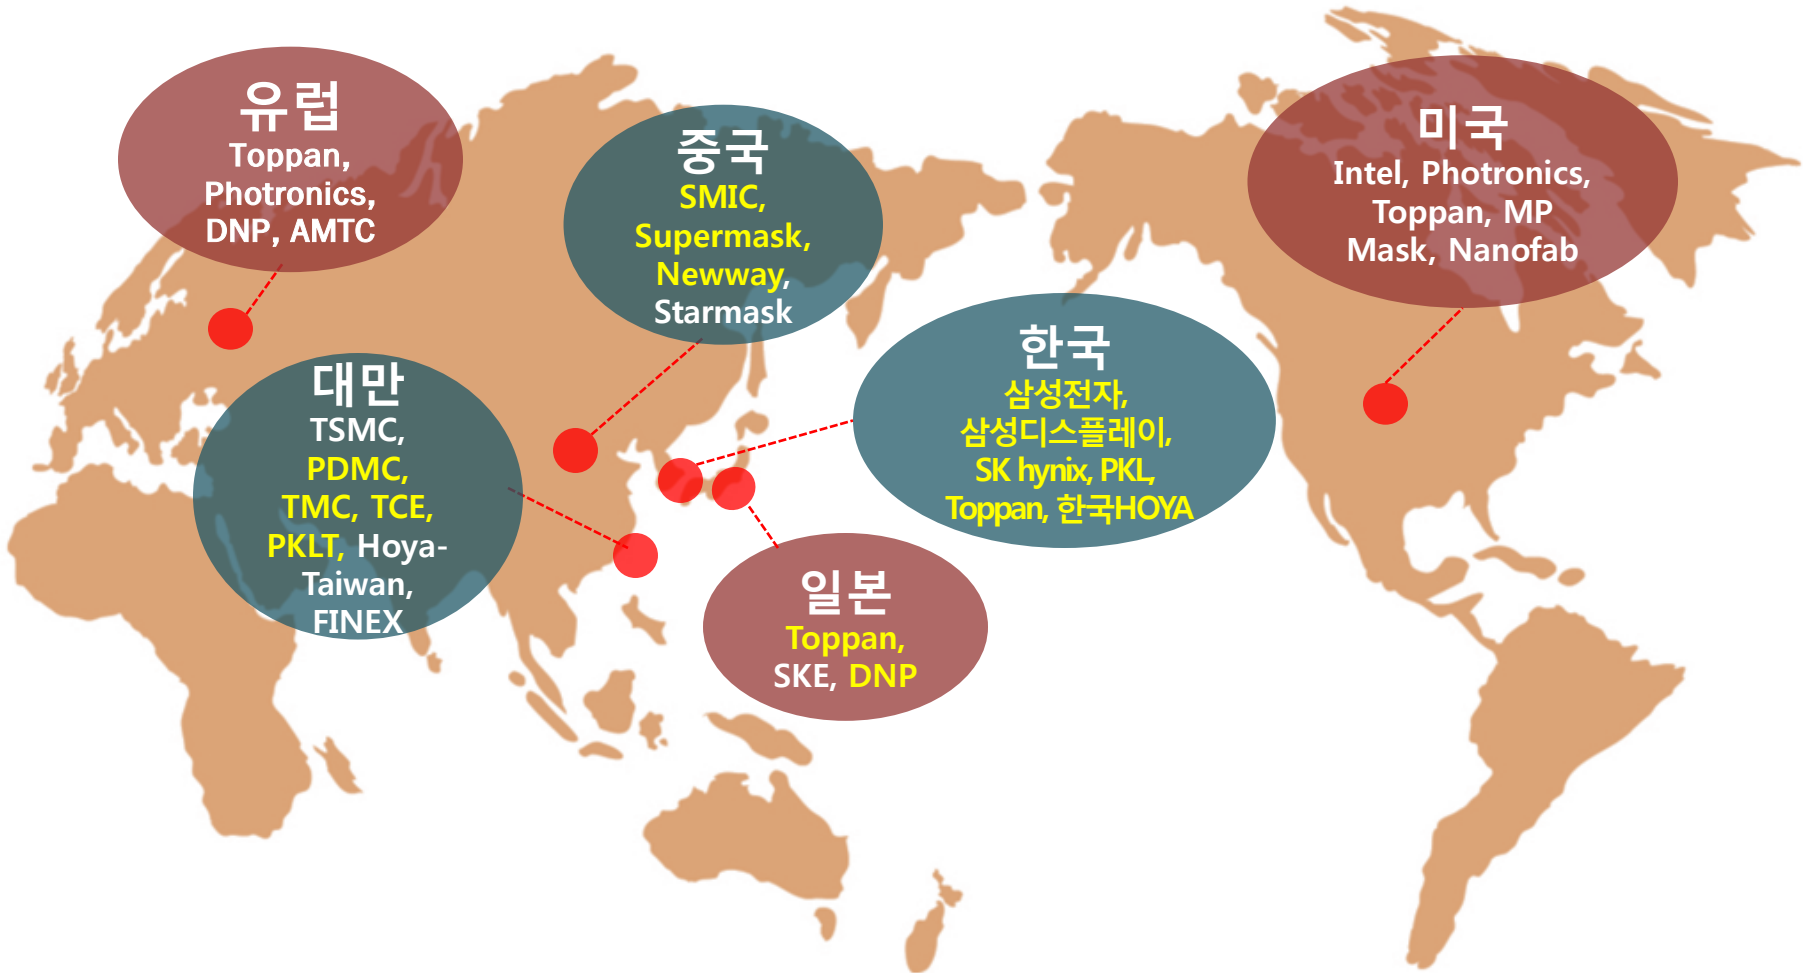 유럽
Toppan,
Photronics,
DNP, AMTC
중국
SMIC,
Supermask,
Newway,
Starmask
미국
Intel, Photronics,
Toppan, MP
Mask, Nanofab
대만
TSMC,
PDMC,
TMC, TCE,
PKLT, Hoya-
Taiwan,
FINEX
한국
삼성전자,
삼성디스플레이,
SK hynix, PKL,
Toppan, 한국HOYA
일본
Toppan,
SKE, DNP